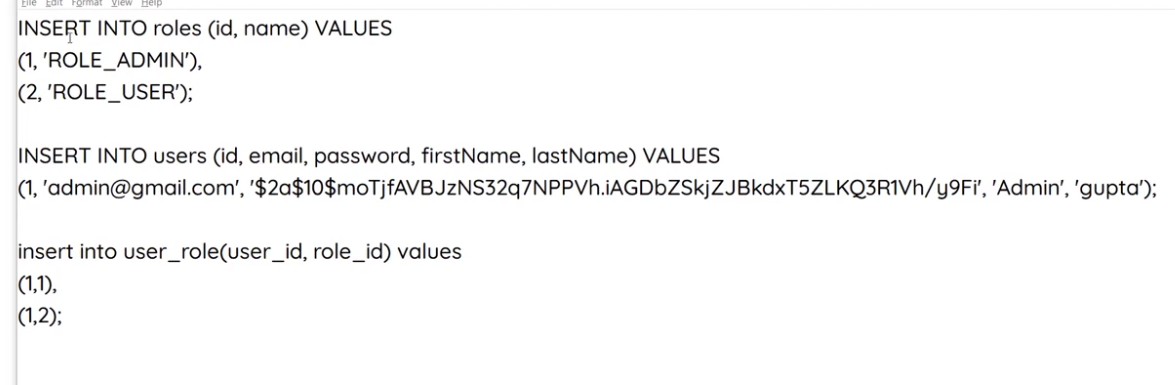 File Edit Format View Help
INSERT INTO roles (id, name) VALUES
(1, 'ROLE_ADMIN'),
(2, 'ROLE_USER');
INSERT INTO users (id, email, password, firstName, lastName) VALUES
(1, 'admin@gmail.com', '$2a$10$moTjfAVBJzNS32q7NPPVh.iAGDbZSkjZJBkdxT5ZLKQ3R1Vh/y9Fi', 'Admin', 'gupta');
insert into user_role(user_id, role_id) values
(1,1),
(1,2);